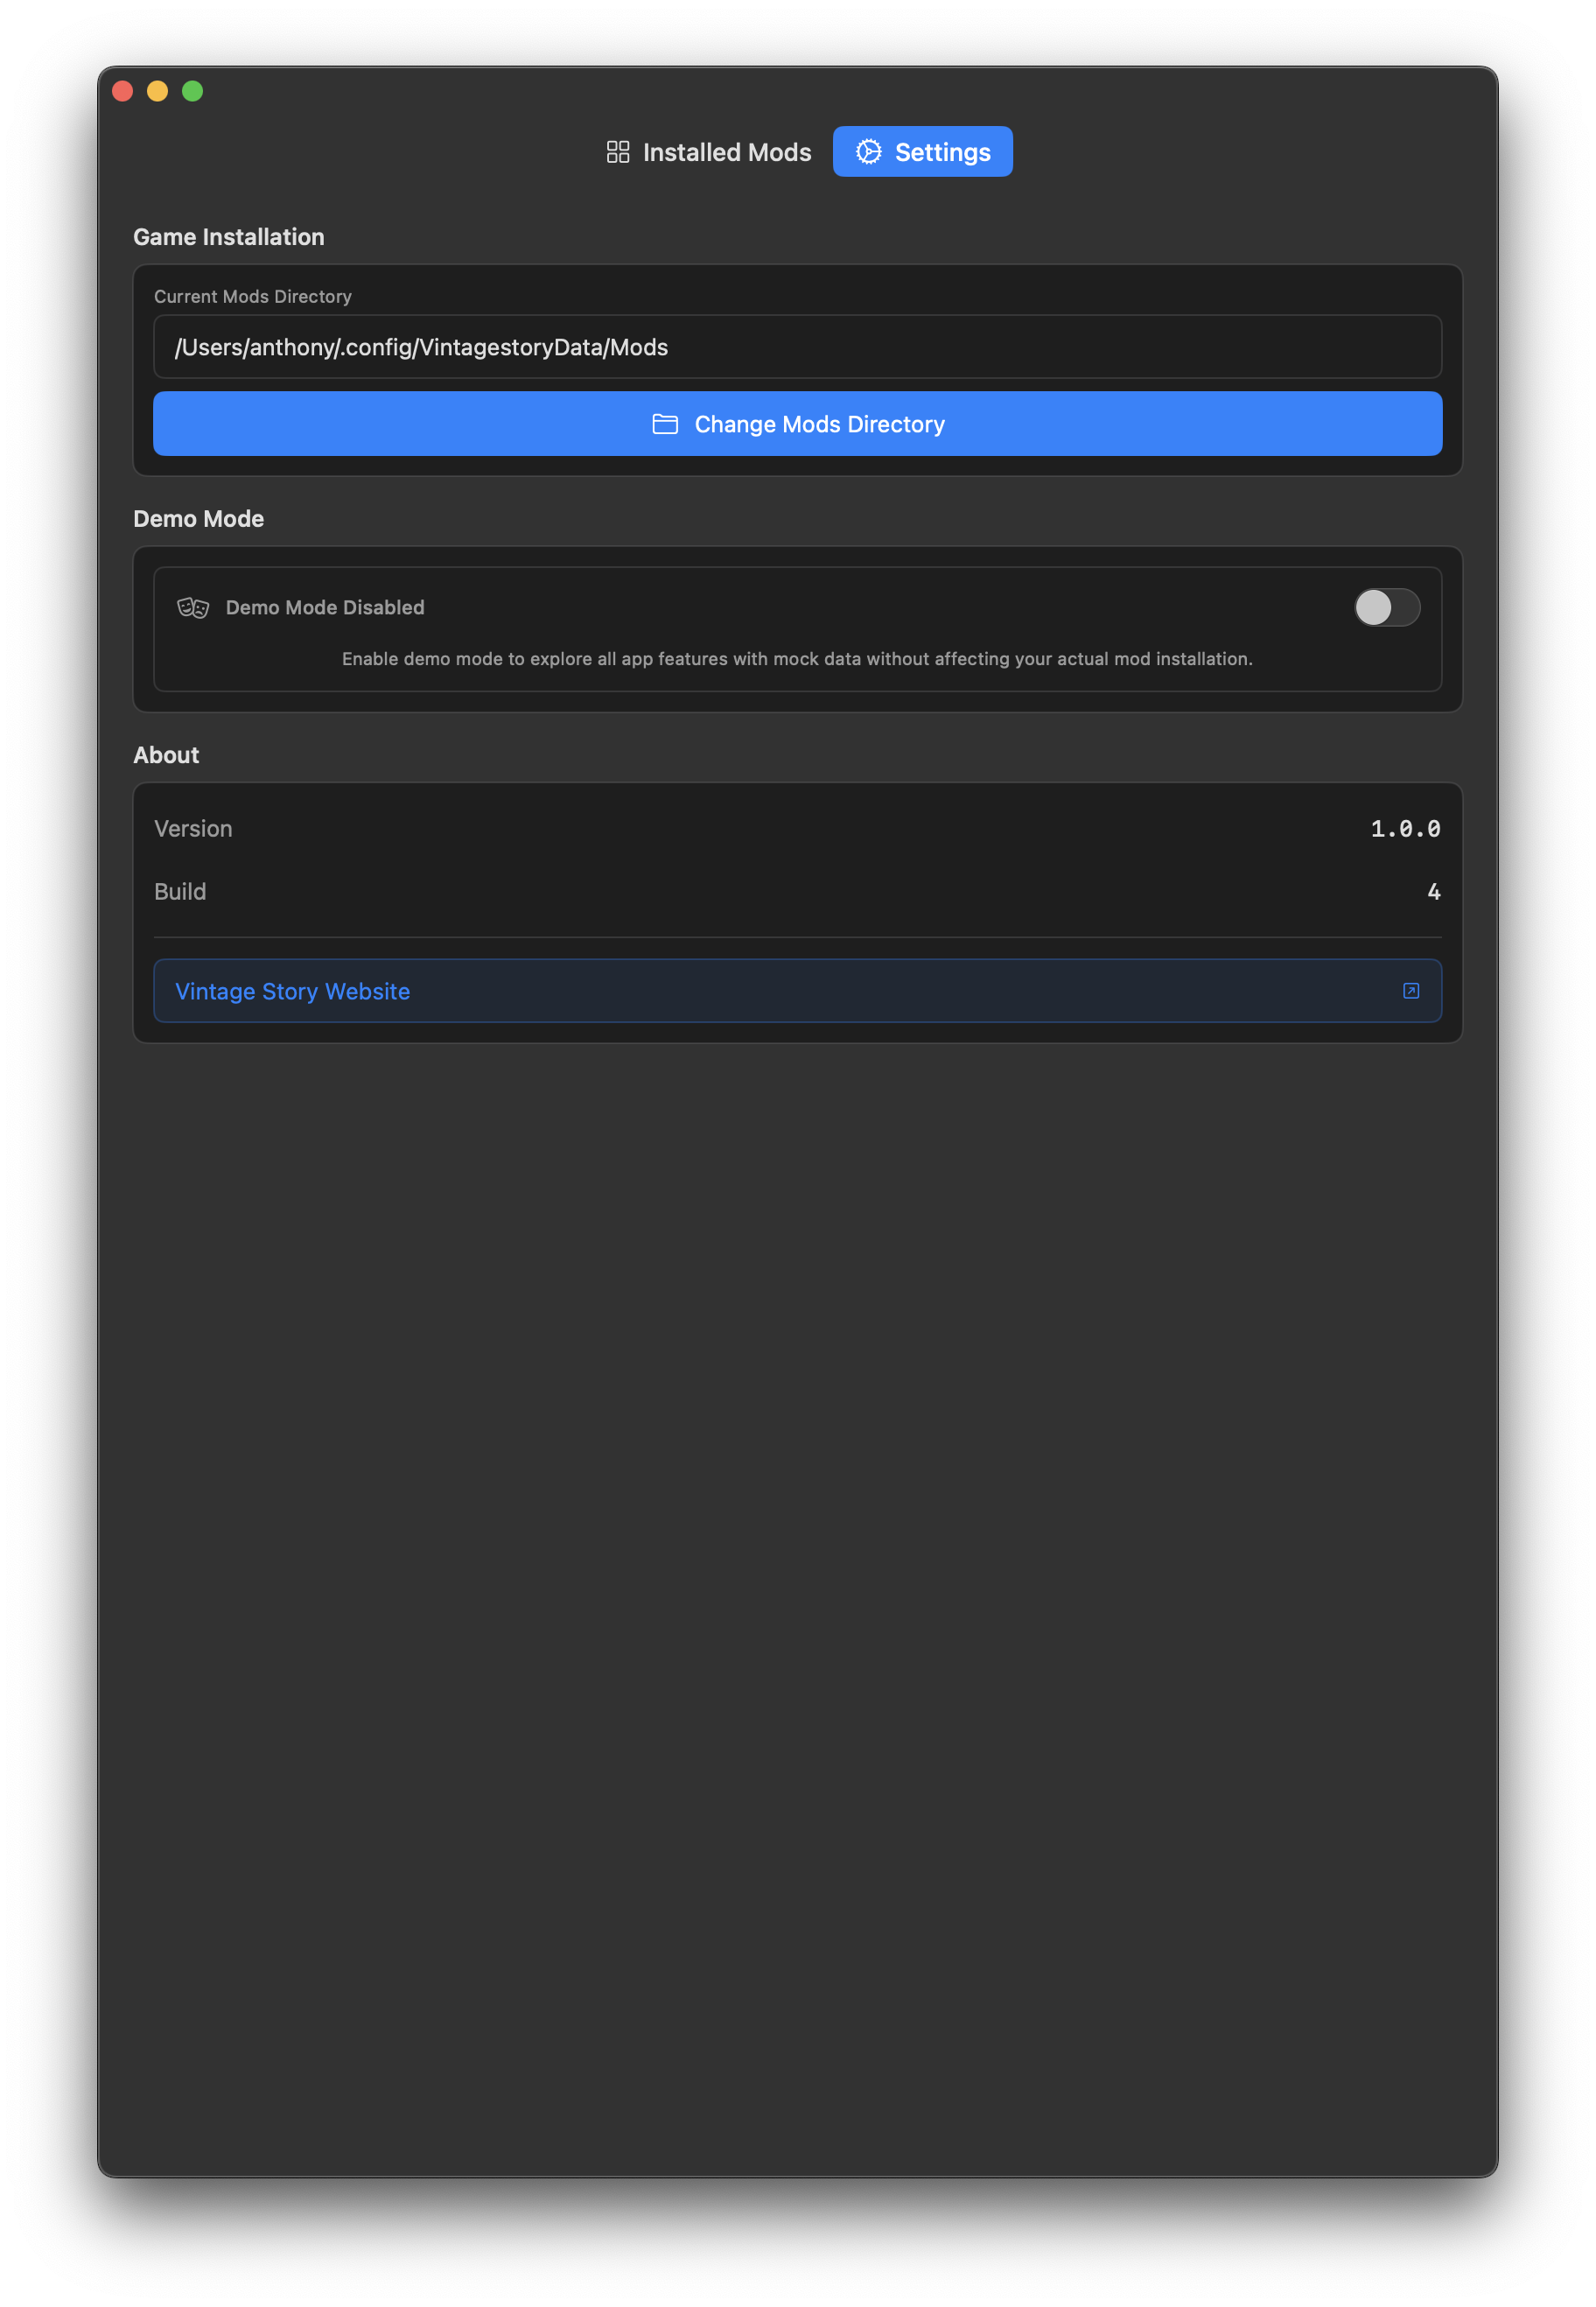 Installed Mods
Settings
Game Installation
Current Mods Directory
/Users/anthony/.config/VintagestoryData/Mods
Change Mods Directory
Demo Mode
Demo Mode Disabled
Enable demo mode to explore all app features with mock data without affecting your actual mod installation.
About
Version 1.0.0
Build 4
Vintage Story Website